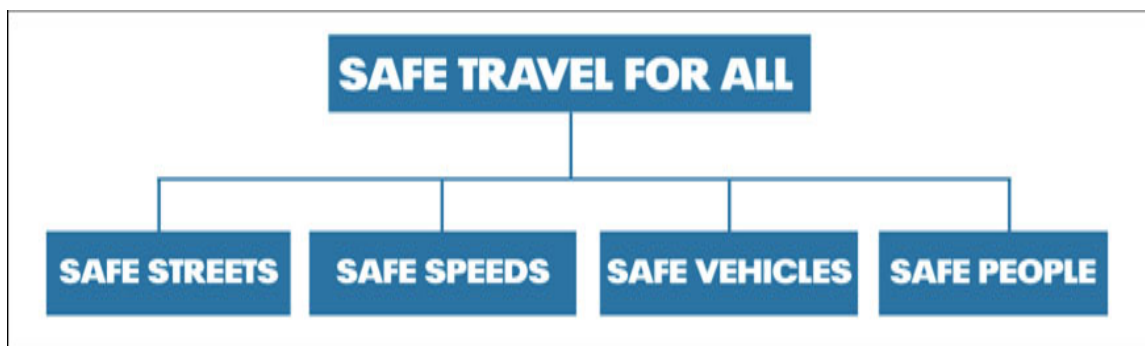 SAFE TRAVEL FOR ALL
SAFE STREETS
SAFE SPEEDS
SAFE VEHICLES
SAFE PEOPLE